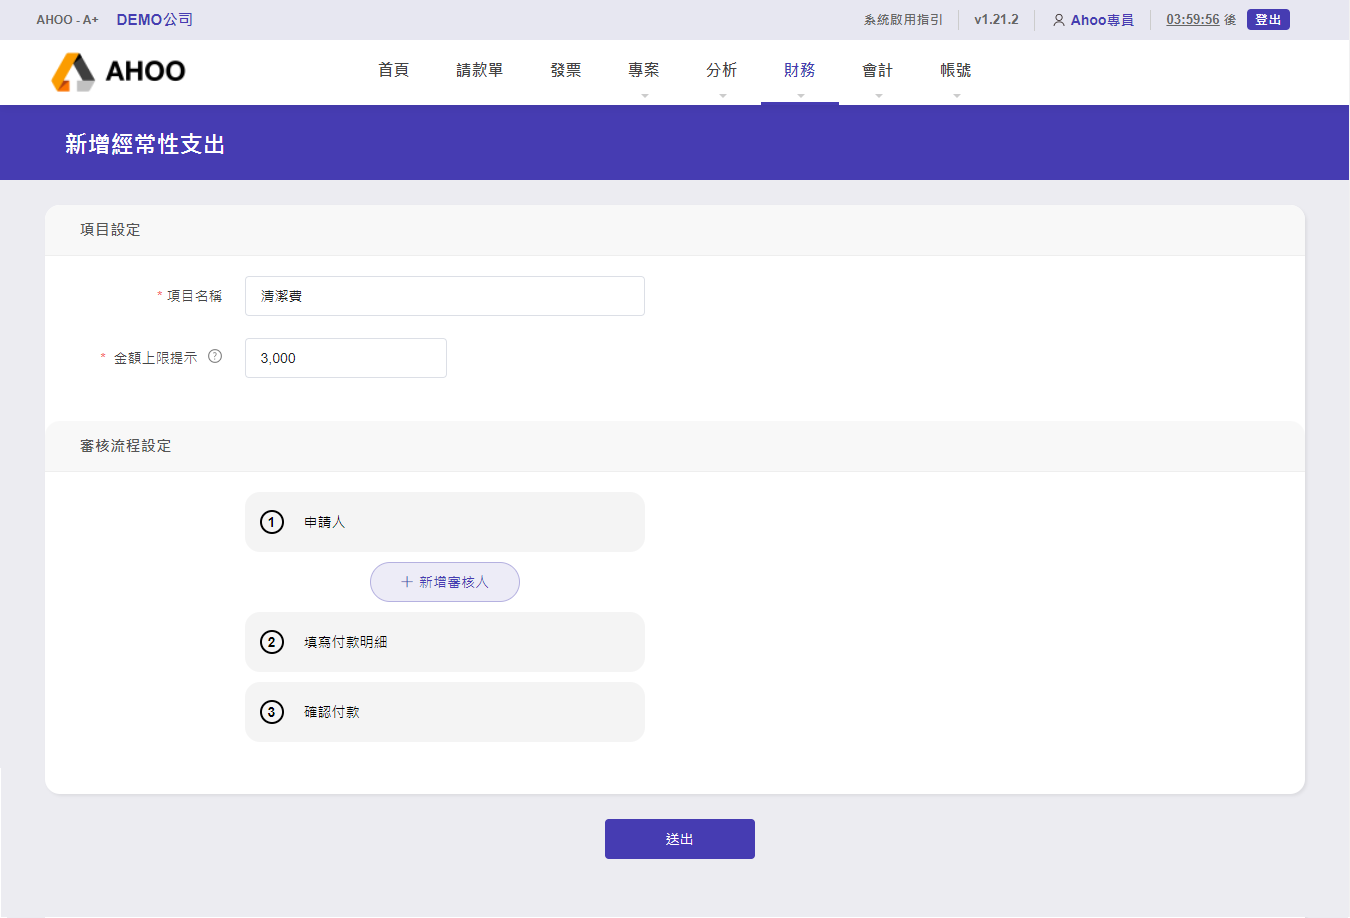 AHOO - A+ DEMO公司 系統啟用指引 v1.21.2 Ahoo專員 03:59:56 後 登出
AHOO 首頁 請款單 發票 專案 分析 財務 會計 帳號
新增經常性支出
項目設定
* 項目名稱 清潔費
* 金額上限提示 ? 3,000
審核流程設定
1 申請人
+ 新增審核人
2 填寫付款明細
3 確認付款
送出